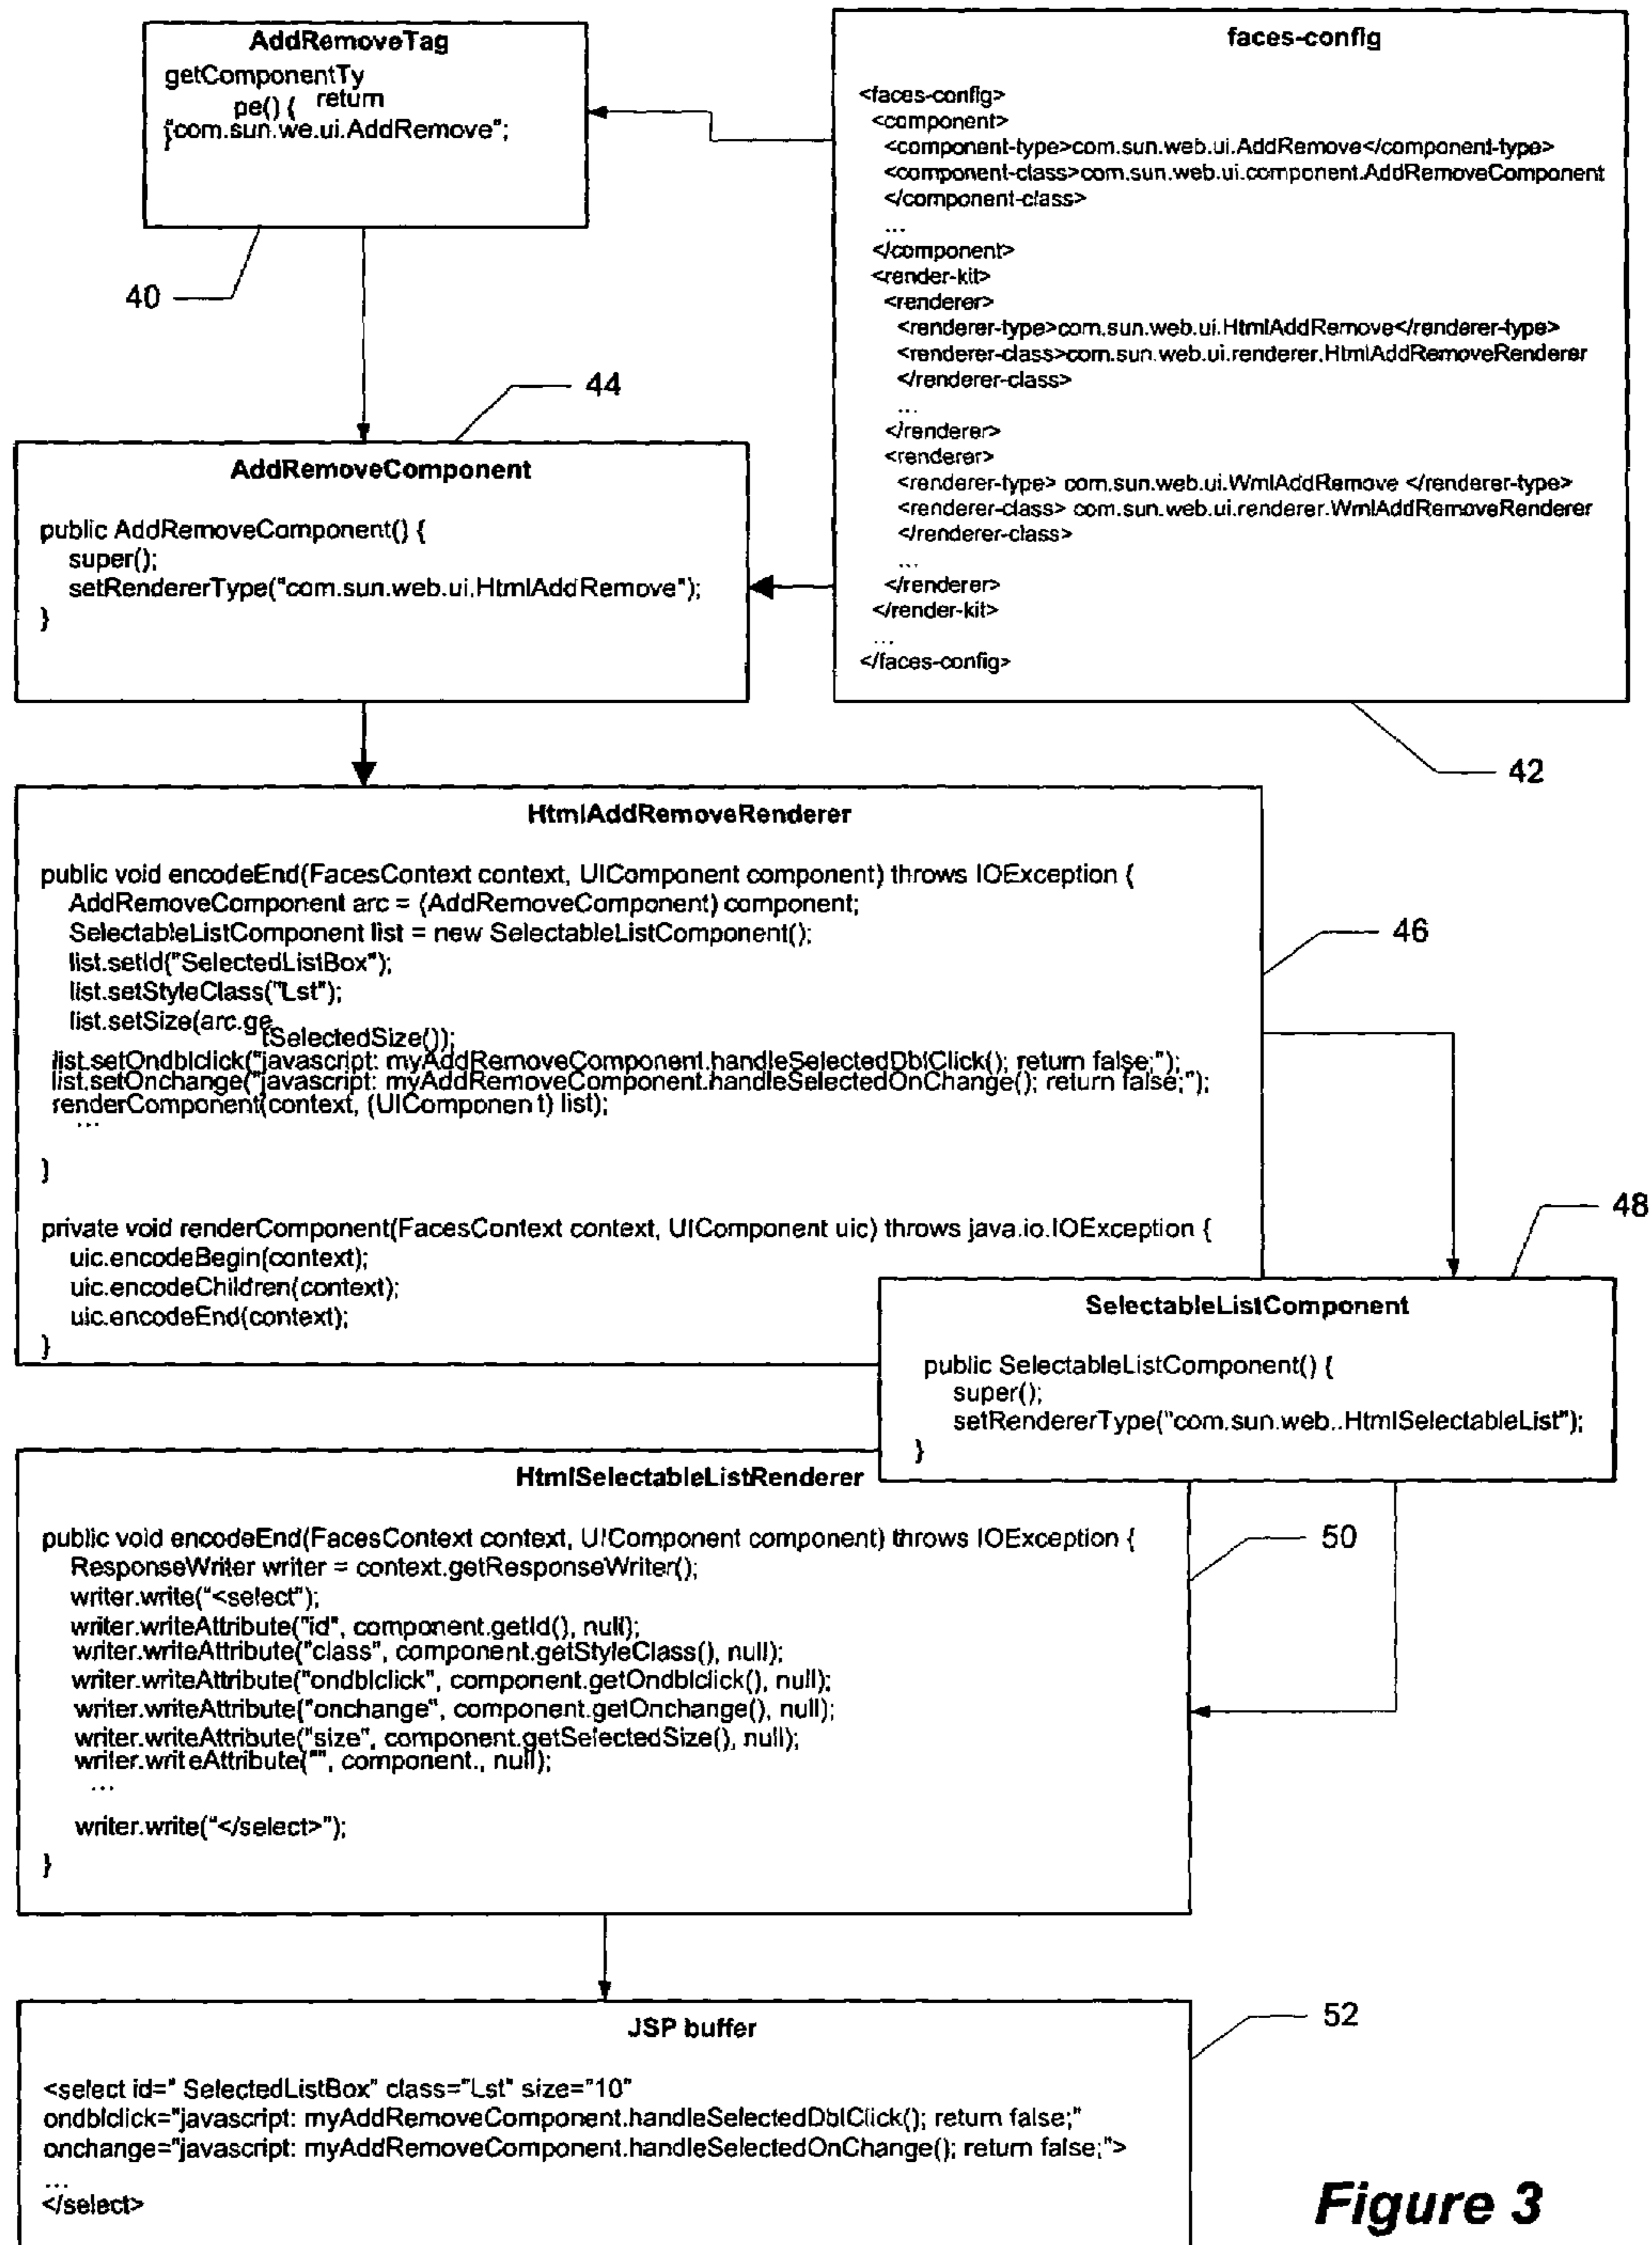 AddRemoveTag
getComponentTy
pe() { return
"com.sun.we.ui.AddRemove";
}
40
faces-config
<faces-config>
<component>
<component-type>com.sun.web.ui.AddRemove</component-type>
<component-class>com.sun.web.ui.component.AddRemoveComponent
</component-class>
...
</component>
<render-kit>
<renderer>
<renderer-type>com.sun.web.ui.HtmlAddRemove</renderer-type>
<renderer-class>com.sun.web.ui.renderer.HtmlAddRemoveRenderer
</renderer-class>
...
</renderer>
<renderer>
<renderer-type> com.sun.web.ui.WmlAddRemove </renderer-type>
<renderer-class> com.sun.web.ui.renderer.WmlAddRemoveRenderer
</renderer-class>
...
</renderer>
</render-kit>
...
</faces-config>
42
44
AddRemoveComponent
public AddRemoveComponent() {
super();
setRendererType("com.sun.web.ui.HtmlAddRemove");
}
HtmlAddRemoveRenderer
public void encodeEnd(FacesContext context, UIComponent component) throws IOException {
AddRemoveComponent arc = (AddRemoveComponent) component;
SelectableListComponent list = new SelectableListComponent();
list.setId("SelectedListBox");
list.setStyleClass("Lst");
list.setSize(arc.ge
tSelectedSize());
list.setOndblclick("javascript: myAddRemoveComponent.handleSelectedDblClick(); return false;");
list.setOnchange("javascript: myAddRemoveComponent.handleSelectedOnChange(); return false;");
renderComponent(context, (UIComponen t) list);
...
}
private void renderComponent(FacesContext context, UIComponent uic) throws java.io.IOException {
uic.encodeBegin(context);
uic.encodeChildren(context);
uic.encodeEnd(context);
}
46
48
SelectableListComponent
public SelectableListComponent() {
super();
setRendererType("com.sun.web..HtmlSelectableList");
}
HtmlSelectableListRenderer
public void encodeEnd(FacesContext context, UIComponent component) throws IOException {
ResponseWriter writer = context.getResponseWriter();
writer.write("<select");
writer.writeAttribute("id", component.getId(), null);
writer.writeAttribute("class", component.getStyleClass(), null);
writer.writeAttribute("ondblclick", component.getOndblclick(), null);
writer.writeAttribute("onchange", component.getOnchange(), null);
writer.writeAttribute("size", component.getSelectedSize(), null);
writer.writ eAttribute("", component., null);
...
writer.write("</select>");
}
50
JSP buffer
<select id=" SelectedListBox" class="Lst" size="10"
ondblclick="javascript: myAddRemoveComponent.handleSelectedDblClick(); return false;"
onchange="javascript: myAddRemoveComponent.handleSelectedOnChange(); return false;">
...
</select>
52
Figure 3